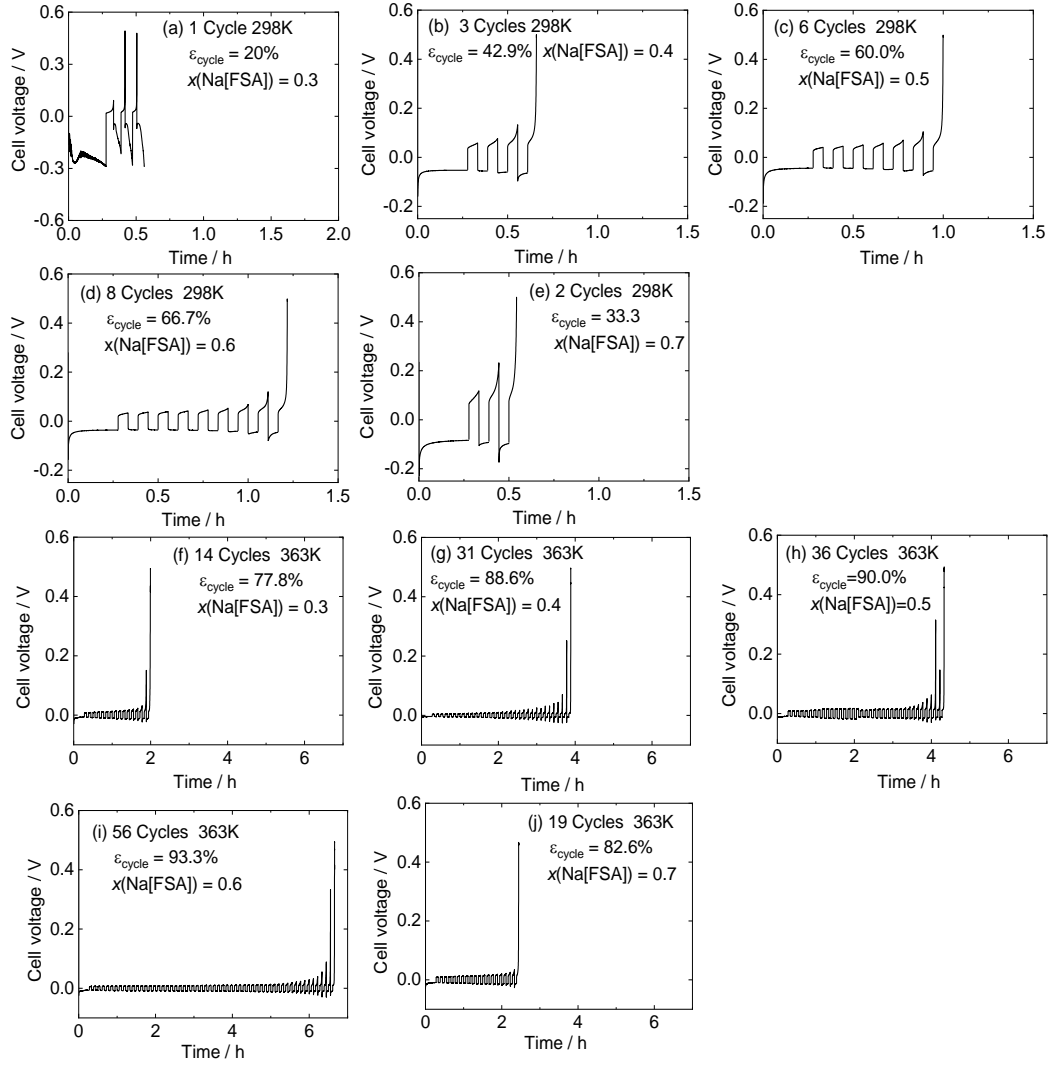 (a) 1 Cycle 298K
εcycle = 20%
x(Na[FSA]) = 0.3
Cell voltage / V
0.6
0.3
0.0
-0.3
-0.6
0.0 0.5 1.0 1.5 2.0
Time / h
(b) 3 Cycles 298K
εcycle = 42.9% x(Na[FSA]) = 0.4
Cell voltage / V
0.6
0.4
0.2
0.0
-0.2
0.0 0.5 1.0 1.5
Time / h
(c) 6 Cycles 298K
εcycle = 60.0%
x(Na[FSA]) = 0.5
Cell voltage / V
0.6
0.4
0.2
0.0
-0.2
0.0 0.5 1.0 1.5
Time / h
(d) 8 Cycles 298K
εcycle = 66.7%
x(Na[FSA]) = 0.6
Cell voltage / V
0.6
0.4
0.2
0.0
-0.2
0.0 0.5 1.0 1.5
Time / h
(e) 2 Cycles 298K
εcycle = 33.3
x(Na[FSA]) = 0.7
Cell voltage / V
0.6
0.4
0.2
0.0
-0.2
0.0 0.5 1.0 1.5
Time / h
(f) 14 Cycles 363K
εcycle = 77.8%
x(Na[FSA]) = 0.3
Cell voltage / V
0.6
0.4
0.2
0.0
0 2 4 6
Time / h
(g) 31 Cycles 363K
εcycle = 88.6%
x(Na[FSA]) = 0.4
Cell voltage / V
0.6
0.4
0.2
0.0
0 2 4 6
Time / h
(h) 36 Cycles 363K
εcycle=90.0%
x(Na[FSA])=0.5
Cell voltage / V
0.6
0.4
0.2
0.0
0 2 4 6
Time / h
(i) 56 Cycles 363K
εcycle = 93.3%
x(Na[FSA]) = 0.6
Cell voltage / V
0.6
0.4
0.2
0.0
0 2 4 6
Time / h
(j) 19 Cycles 363K
εcycle = 82.6%
x(Na[FSA]) = 0.7
Cell voltage / V
0.6
0.4
0.2
0.0
0 2 4 6
Time / h